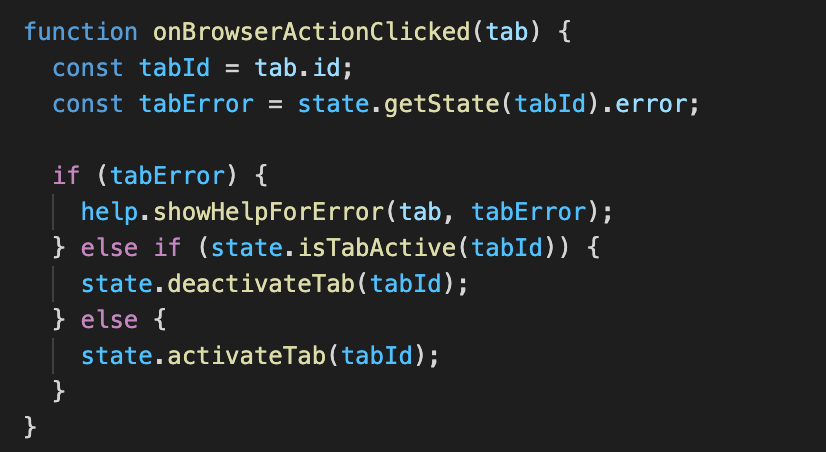 function onBrowserActionClicked(tab) {
  const tabId = tab.id;
  const tabError = state.getState(tabId).error;

  if (tabError) {
    help.showHelpForError(tab, tabError);
  } else if (state.isTabActive(tabId)) {
    state.deactivateTab(tabId);
  } else {
    state.activateTab(tabId);
  }
}